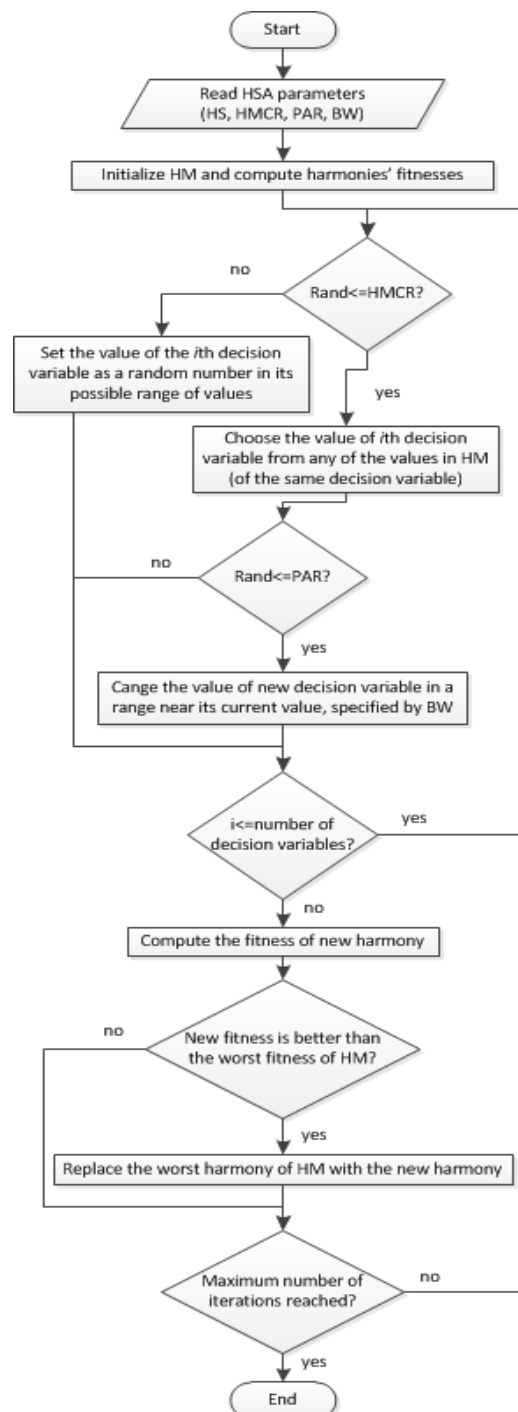 Start
Read HSA parameters
(HS, HMCR, PAR, BW)
Initialize HM and compute harmonies' fitnesses
no
Rand<=HMCR?
Set the value of the ith decision
variable as a random number in its
possible range of values
yes
Choose the value of ith decision
variable from any of the values in HM
(of the same decision variable)
no
Rand<=PAR?
yes
Cange the value of new decision variable in a
range near its current value, specified by BW
i<=number of
decision variables?
yes
no
Compute the fitness of new harmony
no
New fitness is better than
the worst fitness of HM?
yes
Replace the worst harmony of HM with the new harmony
Maximum number of
iterations reached?
no
yes
End